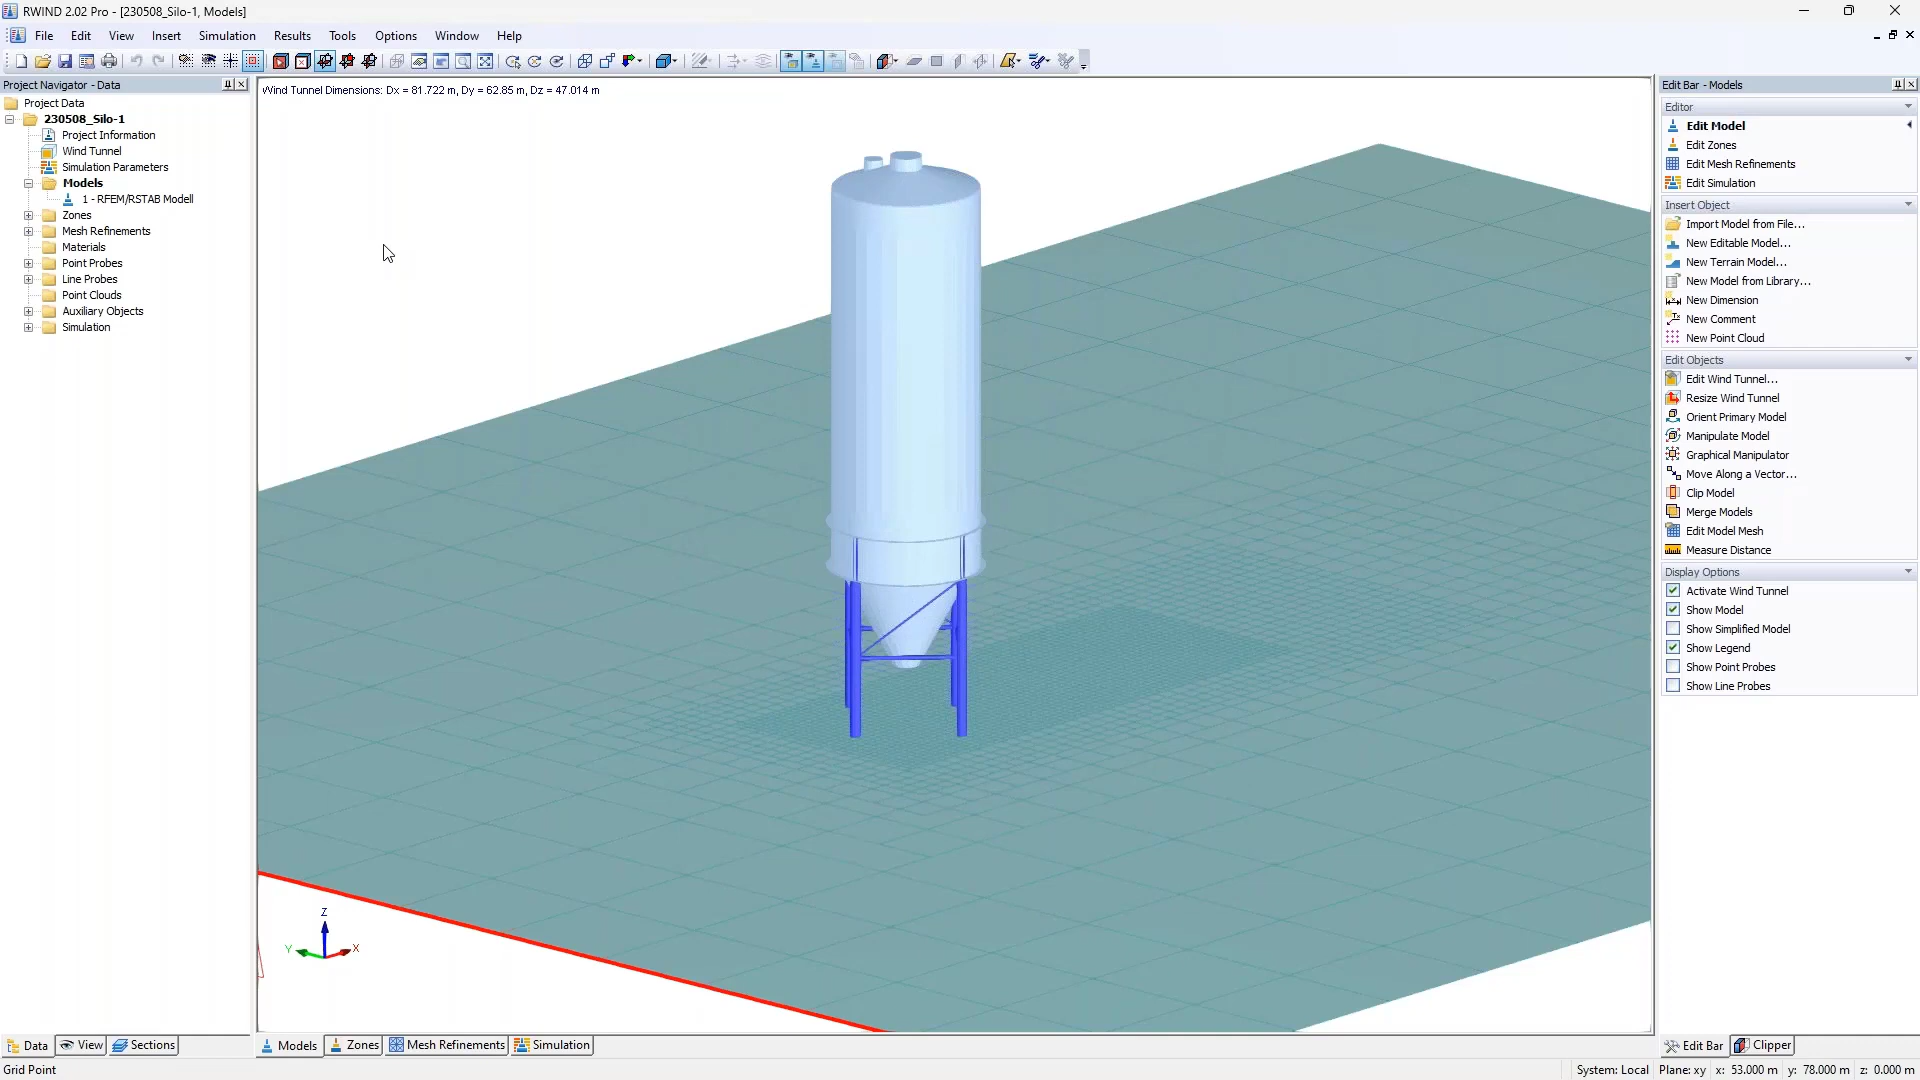 RWIND 2.02 Pro - [230508_Silo-1, Models]
File Edit View Insert Simulation Results Tools Options Window Help
Project Navigator - Data
Project Data
230508_Silo-1
Project Information
Wind Tunnel
Simulation Parameters
Models
1 - RFEM/RSTAB Modell
Zones
Mesh Refinements
Materials
Point Probes
Line Probes
Point Clouds
Auxiliary Objects
Simulation
Wind Tunnel Dimensions: Dx = 81.722 m, Dy = 62.85 m, Dz = 47.014 m
Z
Y
X
Edit Bar - Models
Editor
Edit Model
Edit Zones
Edit Mesh Refinements
Edit Simulation
Insert Object
Import Model from File...
New Editable Model...
New Terrain Model...
New Model from Library...
New Dimension
New Comment
New Point Cloud
Edit Objects
Edit Wind Tunnel...
Resize Wind Tunnel
Orient Primary Model
Manipulate Model
Graphical Manipulator
Move Along a Vector...
Clip Model
Merge Models
Edit Model Mesh
Measure Distance
Display Options
Activate Wind Tunnel
Show Model
Show Simplified Model
Show Legend
Show Point Probes
Show Line Probes
Data View Sections
Models Zones Mesh Refinements Simulation
Edit Bar Clipper
Grid Point
System: Local Plane: xy x: 53.000 m y: 78.000 m z: 0.000 m